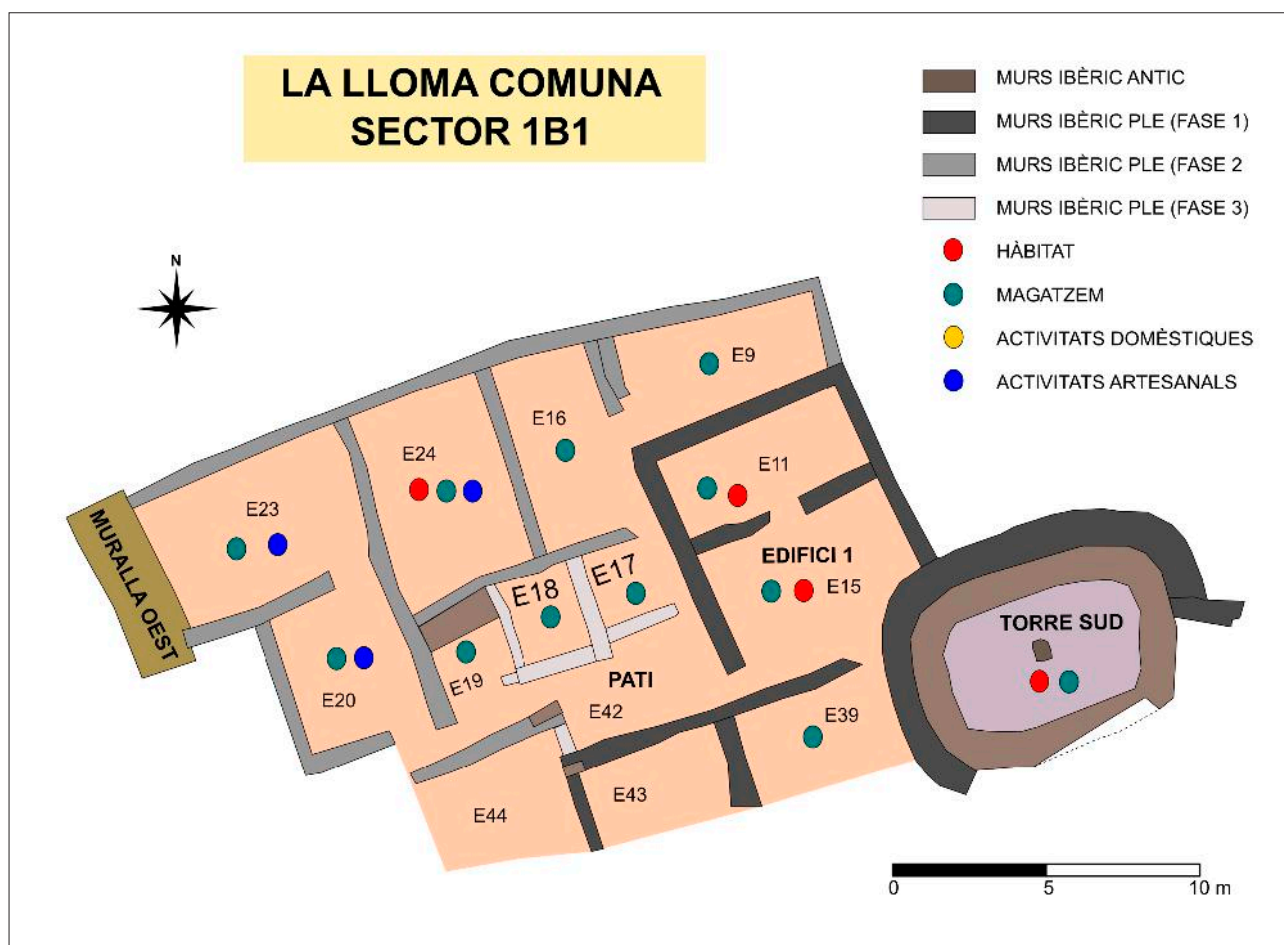 LA LLOMA COMUNA
SECTOR 1B1
MURS IBÈRIC ANTIC
MURS IBÈRIC PLE (FASE 1)
MURS IBÈRIC PLE (FASE 2
MURS IBÈRIC PLE (FASE 3)
HÀBITAT
MAGATZEM
ACTIVITATS DOMÈSTIQUES
ACTIVITATS ARTESANALS
N
E9
E16
E24
E11
E23
MURALLA OEST
EDIFICI 1
E17
E18
E15
TORRE SUD
PATI
E19
E20
E42
E39
E43
E44
0 5 10 m